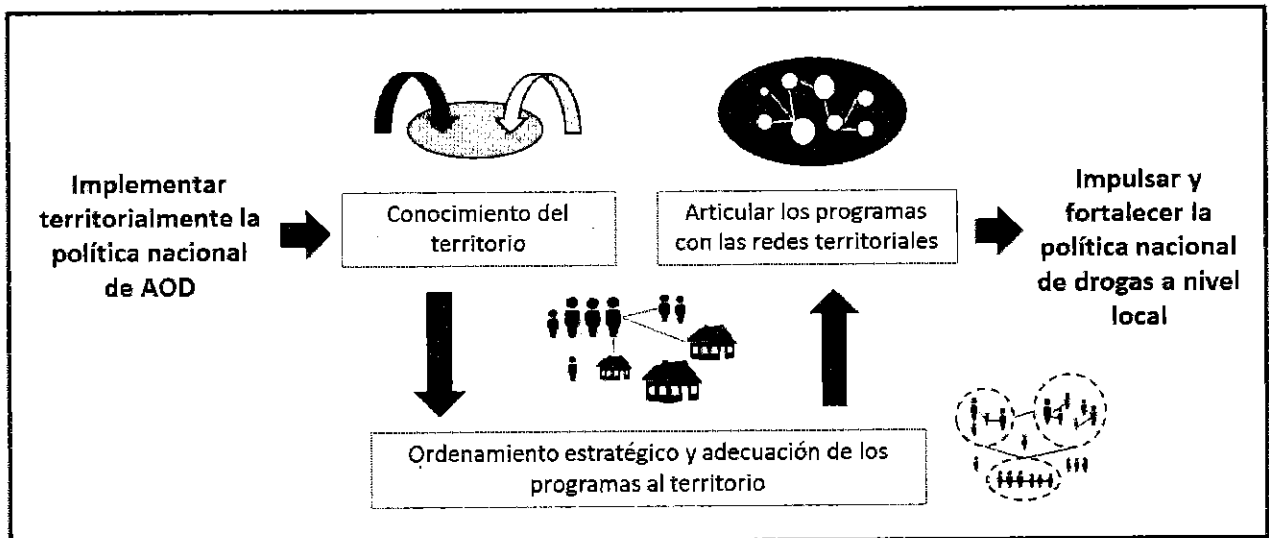 Implementar
territorialmente la
política nacional
de AOD
Conocimiento del
territorio
Ordenamiento estratégico y adecuación de los
programas al territorio
Articular los programas
con las redes territoriales
Impulsar y
fortalecer la
política nacional
de drogas a nivel
local